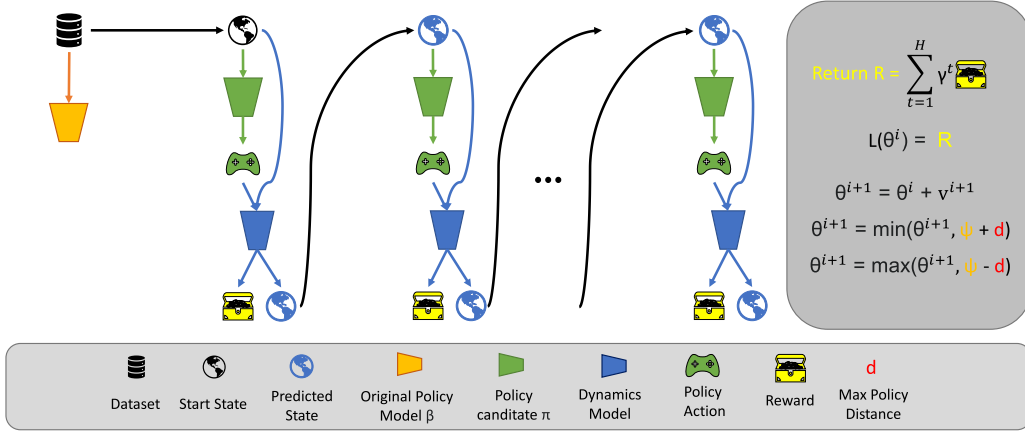 Return R = ∑_{t=1}^{H} γ^t
L(θ^i) = R
θ^{i+1} = θ^i + v^{i+1}
θ^{i+1} = min(θ^{i+1}, ψ + d)
θ^{i+1} = max(θ^{i+1}, ψ - d)
...
Dataset
Start State
Predicted
State
Original Policy
Model β
Policy
canditate π
Dynamics
Model
Policy
Action
Reward
d
Max Policy
Distance